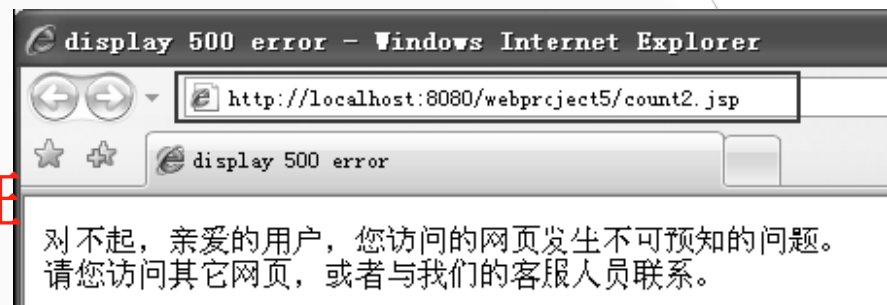 display 500 error - Windows Internet Explorer
http://localhost:8080/webproject5/count2.jsp
display 500 error
对不起，亲爱的用户，您访问的网页发生不可预知的问题。
请您访问其它网页，或者与我们的客服人员联系。